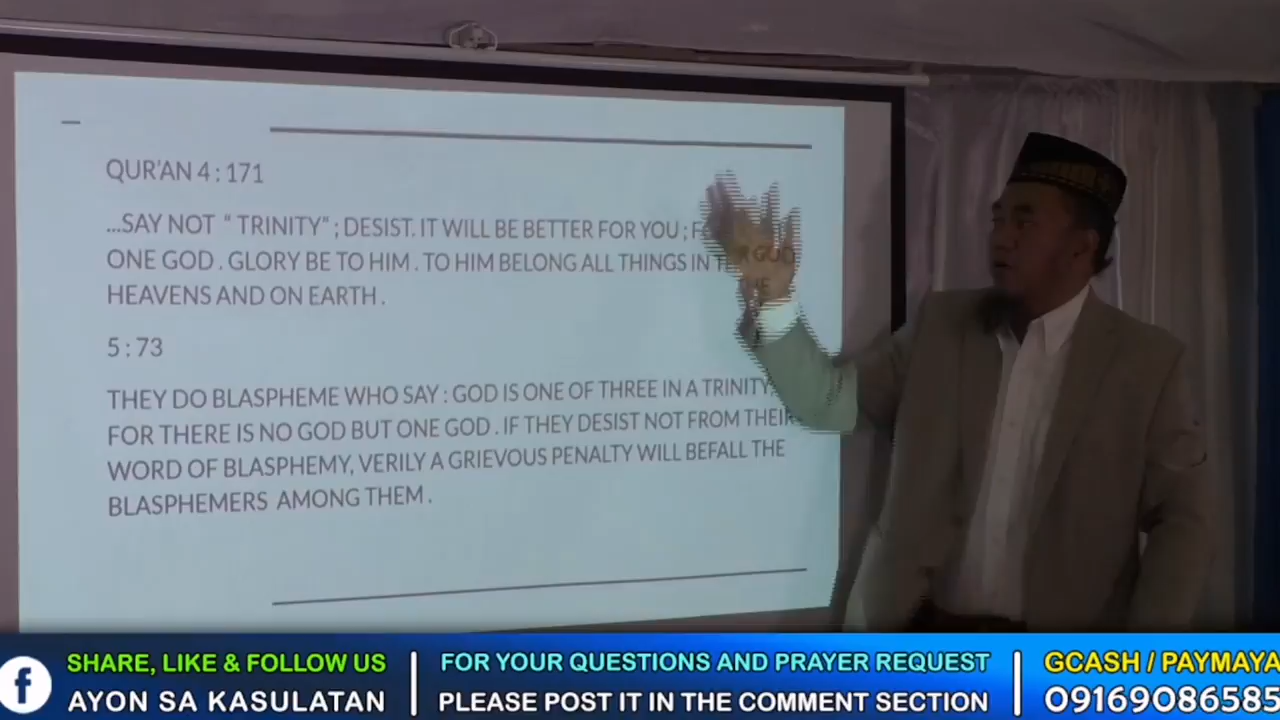 QUR'AN 4 : 171
...SAY NOT " TRINITY" ; DESIST. IT WILL BE BETTER FOR YOU ;
ONE GOD . GLORY BE TO HIM . TO HIM BELONG ALL THINGS IN
HEAVENS AND ON EARTH .
5 : 73
THEY DO BLASPHEME WHO SAY : GOD IS ONE OF THREE IN A TRINITY
FOR THERE IS NO GOD BUT ONE GOD . IF THEY DESIST NOT FROM THEIR
WORD OF BLASPHEMY, VERILY A GRIEVOUS PENALTY WILL BEFALL THE
BLASPHEMERS AMONG THEM .
f SHARE, LIKE & FOLLOW US
AYON SA KASULATAN
FOR YOUR QUESTIONS AND PRAYER REQUEST
PLEASE POST IT IN THE COMMENT SECTION
GCASH / PAYMAYA
09169086585